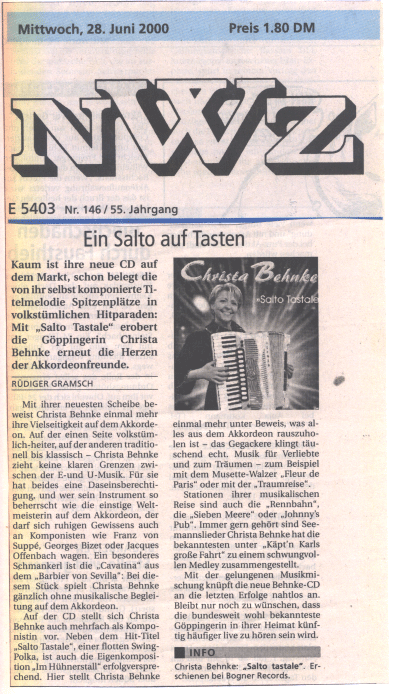 Mittwoch, 28. Juni 2000 Preis 1.80 DM
NWZ
E 5403 Nr. 146 / 55. Jahrgang
Ein Salto auf Tasten
Kaum ist ihre neue CD auf
dem Markt, schon belegt die
von ihr selbst komponierte Ti-
telmelodie Spitzenplätze in
volkstümlichen Hitparaden:
Mit „Salto Tastale“ erobert
die Göppingerin Christa
Behnke erneut die Herzen
der Akkordeonfreunde.
RÜDIGER GRAMSCH
Mit ihrer neuesten Scheibe be-
weist Christa Behnke einmal mehr
ihre Vielseitigkeit auf dem Akkorde-
on. Auf der einen Seite volkstüm-
lich-heiter, auf der anderen traditio-
nell bis klassisch – Christa Behnke
zieht keine klaren Grenzen zwi-
schen der E-und U-Musik. Für sie
hat beides eine Daseinsberechti-
gung, und wer sein Instrument so
beherrscht wie die einstige Welt-
meisterin auf dem Akkordeon, der
darf sich ruhigen Gewissens auch
an Komponisten wie Franz von
Suppé, Georges Bizet oder Jacques
Offenbach wagen. Ein besonderes
Schmankerl ist die „Cavatina“ aus
dem „Barbier von Sevilla“: Bei die-
sem Stück spielt Christa Behnke
gänzlich ohne musikalische Beglei-
tung auf dem Akkordeon.
Auf der CD stellt sich Christa
Behnke auch mehrfach als Kompo-
nistin vor. Neben dem Hit-Titel
„Salto Tastale“, einer flotten Swing-
Polka, ist auch die Eigenkomposi-
tion „Im Hühnerstall“ erfolgverspre-
chend. Hier stellt Christa Behnke
Christa Behnke
»Salto Tastale
einmal mehr unter Beweis, was al-
les aus dem Akkordeon rauszuho-
len ist – das Gegackere klingt täu-
schend echt. Musik für Verliebte
und zum Träumen – zum Beispiel
mit dem Musette-Walzer „Fleur de
Paris“ oder mit der „Traumreise“.
Stationen ihrer musikalischen
Reise sind auch die „Rennbahn“,
die „Sieben Meere“ oder „Johnny's
Pub“. Immer gern gehört sind See-
mannslieder Christa Behnke hat die
bekanntesten unter „Käpt'n Karls
große Fahrt“ zu einem schwungvol-
len Medley zusammengestellt.
Mit der gelungenen Musikmi-
schung knüpft die neue Behnke-CD
an die letzten Erfolge nahtlos an.
Bleibt nur noch zu wünschen, dass
die bundesweit wohl bekannteste
Göppingerin in ihrer Heimat künf-
tig häufiger live zu hören sein wird.
INFO
Christa Behnke: „Salto tastale“. Er-
schienen bei Bogner Records.